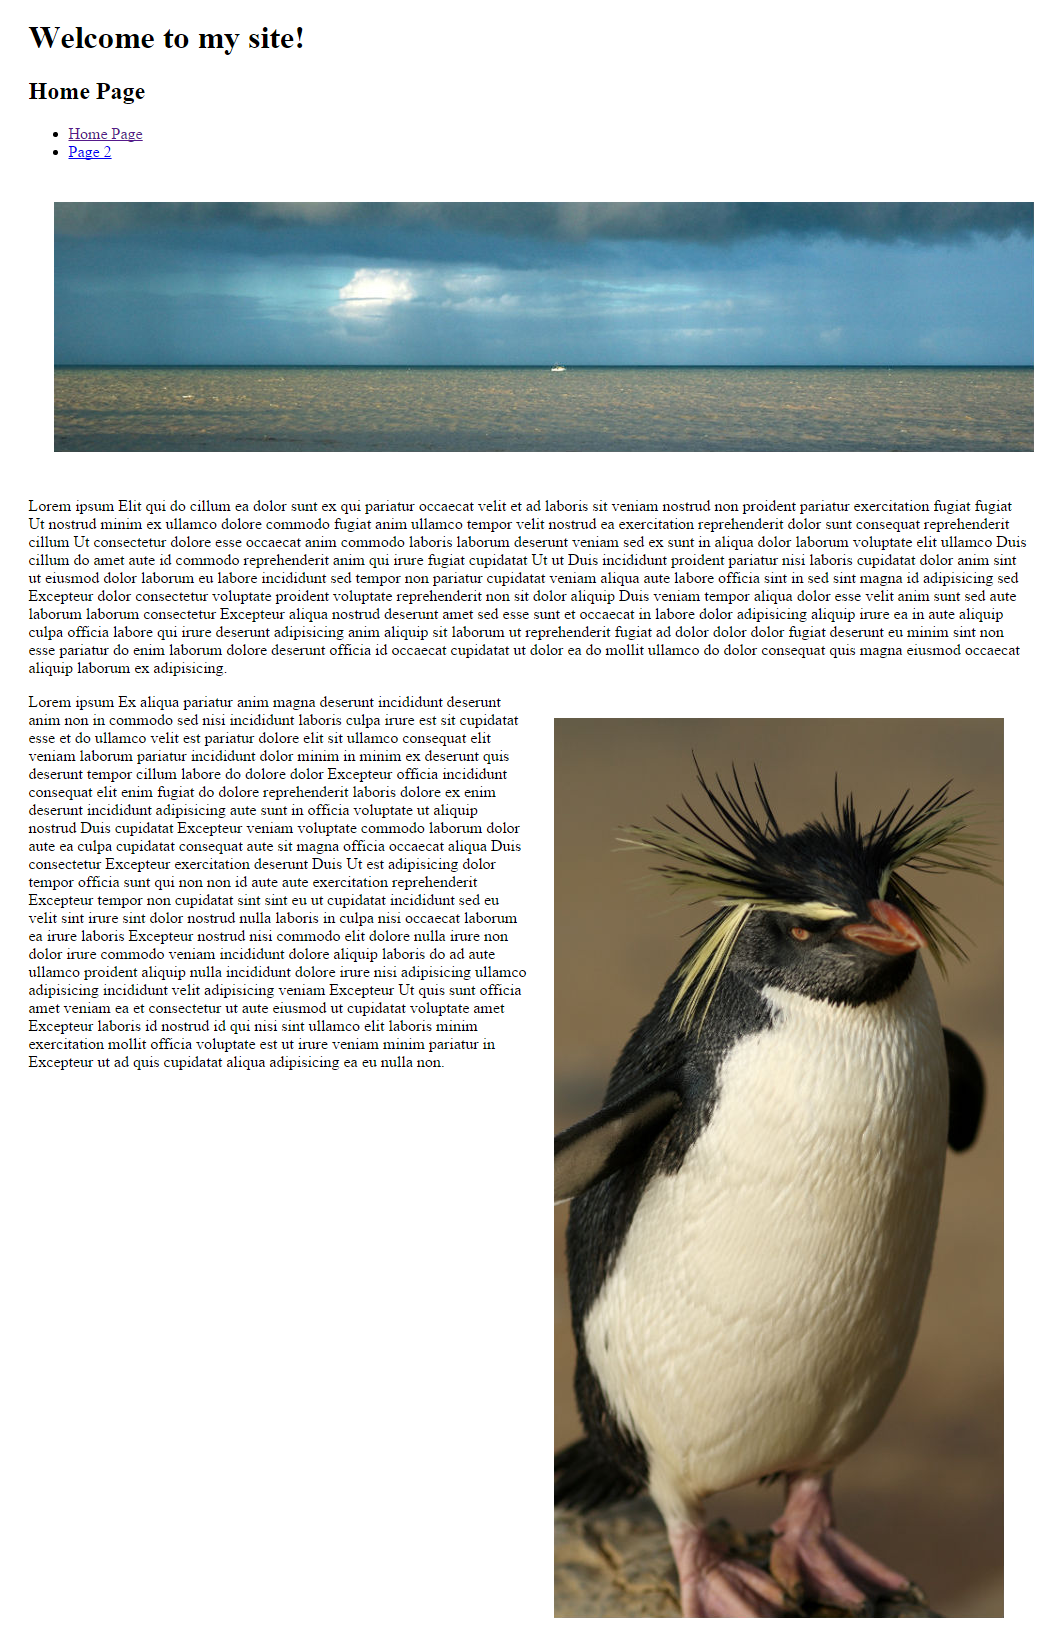 Welcome to my site!
Home Page
Home Page
Page 2
Lorem ipsum Elit qui do cillum ea dolor sunt ex qui pariatur occaecat velit et ad laboris sit veniam nostrud non proident pariatur exercitation fugiat fugiat
Ut nostrud minim ex ullamco dolore commodo fugiat anim ullamco tempor velit nostrud ea exercitation reprehenderit dolor sunt consequat reprehenderit
cillum Ut consectetur dolore esse occaecat anim commodo laboris laborum deserunt veniam sed ex sunt in aliqua dolor laborum voluptate elit ullamco Duis
cillum do amet aute id commodo reprehenderit anim qui irure fugiat cupidatat Ut ut Duis incididunt proident pariatur nisi laboris cupidatat dolor anim sint
ut eiusmod dolor laborum eu labore incididunt sed tempor non pariatur cupidatat veniam aliqua aute labore officia sint in sed sint magna id adipisicing sed
Excepteur dolor consectetur voluptate proident voluptate reprehenderit non sit dolor aliquip Duis veniam tempor aliqua dolor esse velit anim sunt sed aute
laborum laborum consectetur Excepteur aliqua nostrud deserunt amet sed esse sunt et occaecat in labore dolor adipisicing aliquip irure ea in aute aliquip
culpa officia labore qui irure deserunt adipisicing anim aliquip sit laborum ut reprehenderit fugiat ad dolor dolor dolor fugiat deserunt eu minim sint non
esse pariatur do enim laborum dolore deserunt officia id occaecat cupidatat ut dolor ea do mollit ullamco do dolor consequat quis magna eiusmod occaecat
aliquip laborum ex adipisicing.
Lorem ipsum Ex aliqua pariatur anim magna deserunt incididunt deserunt
anim non in commodo sed nisi incididunt laboris culpa irure est sit cupidatat
esse et do ullamco velit est pariatur dolore elit sit ullamco consequat elit
veniam laborum pariatur incididunt dolor minim in minim ex deserunt quis
deserunt tempor cillum labore do dolore dolor Excepteur officia incididunt
consequat elit enim fugiat do dolore reprehenderit laboris dolore ex enim
deserunt incididunt adipisicing aute sunt in officia voluptate ut aliquip
nostrud Duis cupidatat Excepteur veniam voluptate commodo laborum dolor
aute ea culpa cupidatat consequat aute sit magna officia occaecat aliqua Duis
consectetur Excepteur exercitation deserunt Duis Ut est adipisicing dolor
tempor officia sunt qui non non id aute aute exercitation reprehenderit
Excepteur tempor non cupidatat sint sint eu ut cupidatat incididunt sed eu
velit sint irure sint dolor nostrud nulla laboris in culpa nisi occaecat laborum
ea irure laboris Excepteur nostrud nisi commodo elit dolore nulla irure non
dolor irure commodo veniam incididunt dolore aliquip laboris do ad aute
ullamco proident aliquip nulla incididunt dolore irure nisi adipisicing ullamco
adipisicing incididunt velit adipisicing veniam Excepteur Ut quis sunt officia
amet veniam ea et consectetur ut aute eiusmod ut cupidatat voluptate amet
Excepteur laboris id nostrud id qui nisi sint ullamco elit laboris minim
exercitation mollit officia voluptate est ut irure veniam minim pariatur in
Excepteur ut ad quis cupidatat aliqua adipisicing ea eu nulla non.